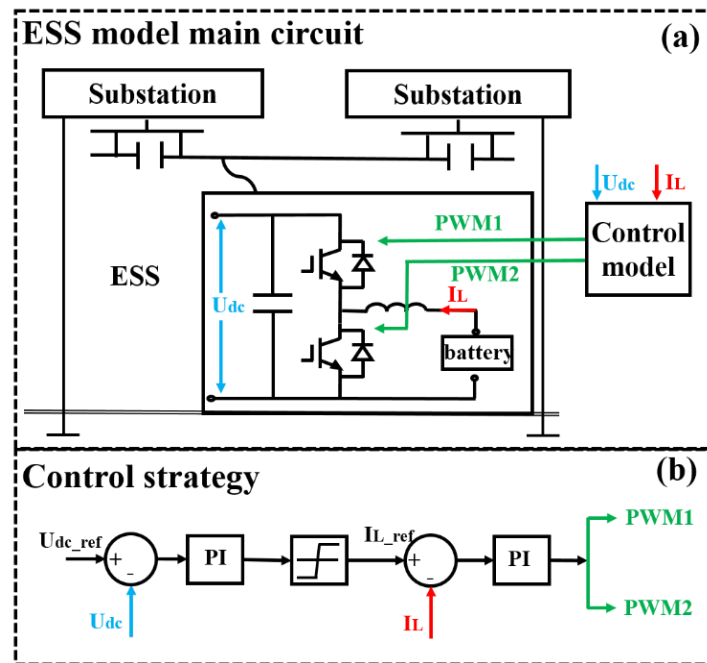 ESS model main circuit
(a)
Substation
Substation
Udc
IL
PWM1
Control
model
PWM2
ESS
Udc
IL
battery
Control strategy
(b)
Udc_ref
+
-
Udc
PI
IL_ref
+
-
IL
PI
PWM1
PWM2